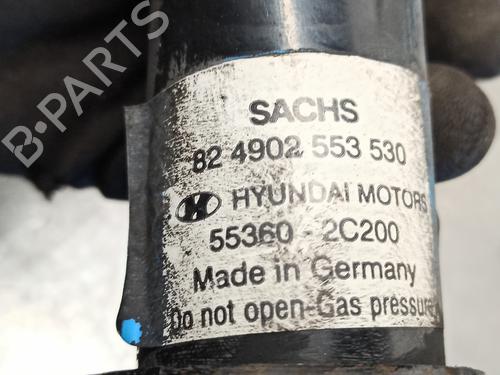 B-PARTS
SACHS
82 4902 553 530
HYUNDAI MOTORS
55360 - 2C200
Made in Germany
Do not open-Gas pressure